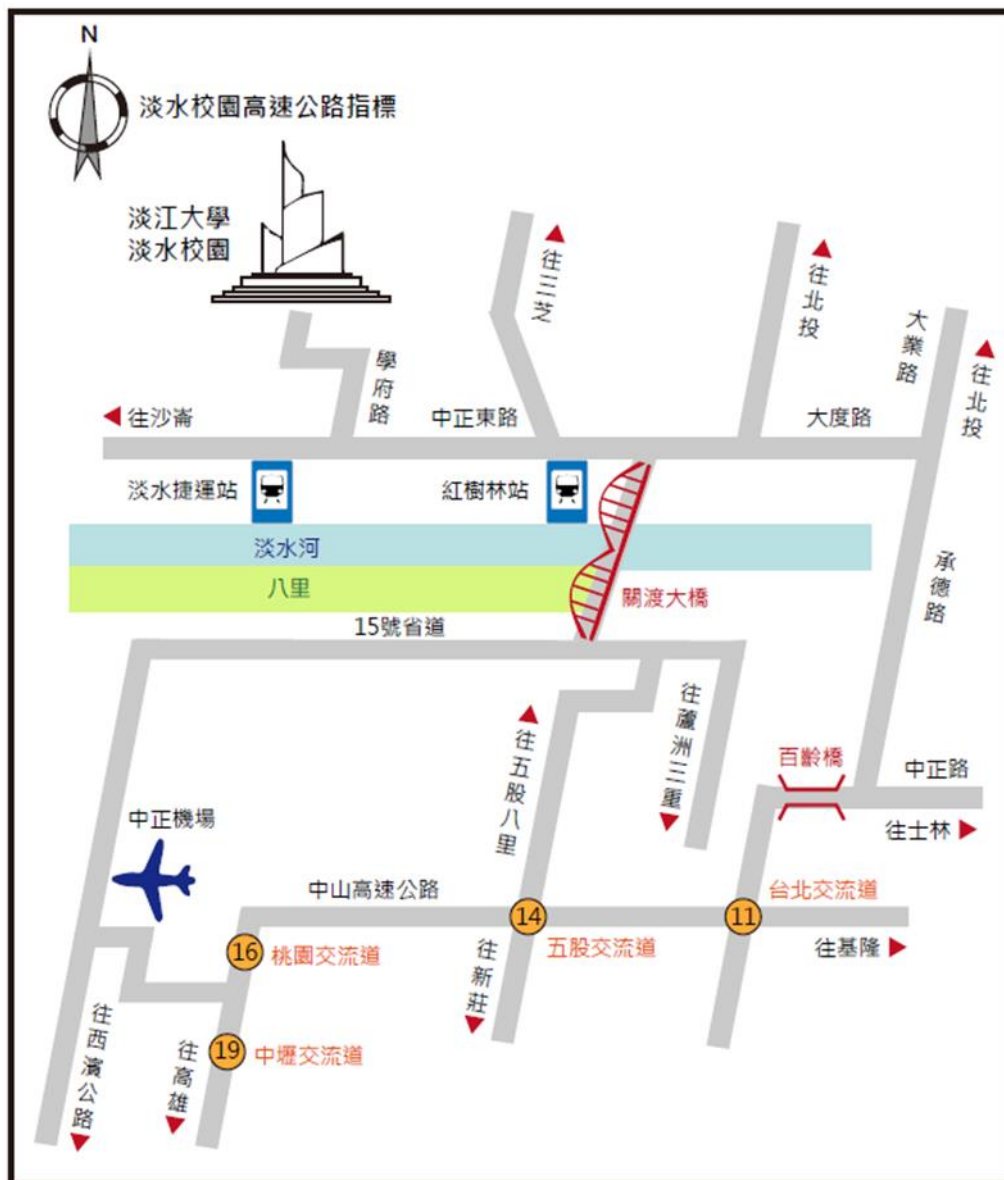 N
淡水校園高速公路指標
淡江大學
淡水校園
往三芝
往北投
大業路
往北投
學府路
往沙崙
中正東路
大度路
淡水捷運站
紅樹林站
淡水河
八里
關渡大橋
承德路
15號省道
往五股八里
往蘆洲三重
百齡橋
中正路
往士林
中正機場
中山高速公路
台北交流道
14
11
16
桃園交流道
五股交流道
往基隆
往新莊
往西濱公路
往高雄
19
中壢交流道